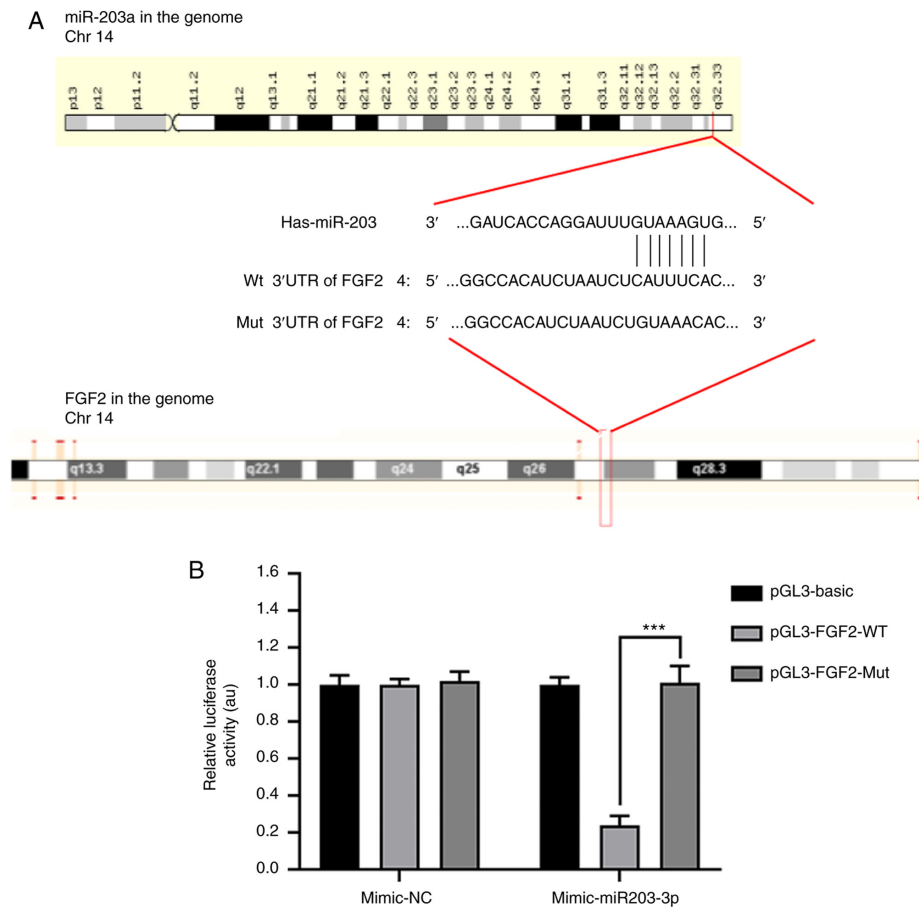 A
miR-203a in the genome
Chr 14
p13 p12 p11.2 q11.2 q12 q13.1 q21.1 q21.2 q21.3 q22.1 q22.3 q23.1 q23.2 q23.3 q24.1 q24.2 q24.3 q31.1 q31.3 q32.11 q32.12 q32.13 q32.2 q32.31 q32.33
Has-miR-203 3′ ...GAUCACCAGGAUUUGUAAAGUG... 5′
Wt 3′UTR of FGF2 4: 5′ ...GGCCACAUCUAAUCUCAUUUCAC... 3′
Mut 3′UTR of FGF2 4: 5′ ...GGCCACAUCUAAUCUGUAAACAC... 3′
FGF2 in the genome
Chr 14
q13.3 q22.1 q24 q25 q26 q28.3
B
Relative luciferase
activity (au)
1.6
1.4
1.2
1.0
0.8
0.6
0.4
0.2
0.0
***
Mimic-NC Mimic-miR203-3p
pGL3-basic
pGL3-FGF2-WT
pGL3-FGF2-Mut